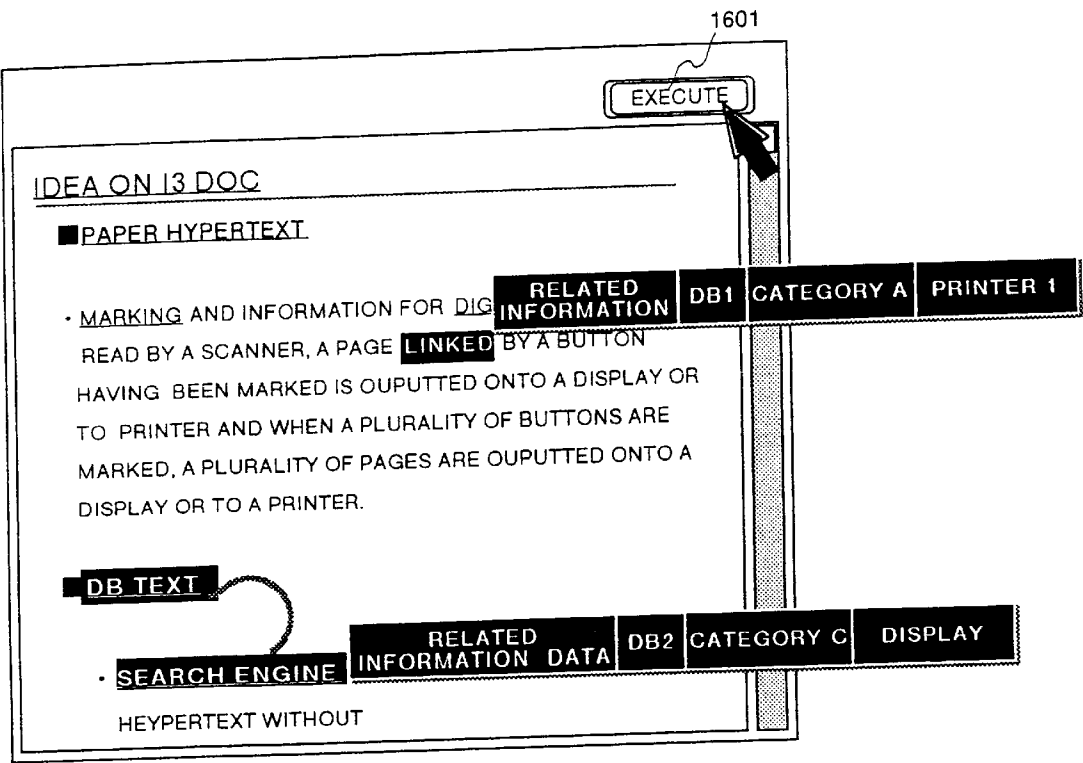 1601
EXECUTE
IDEA ON I3 DOC
■PAPER HYPERTEXT
· MARKING AND INFORMATION FOR DIG
RELATED INFORMATION DB1 CATEGORY A PRINTER 1
READ BY A SCANNER, A PAGE LINKED BY A BUTTON
HAVING BEEN MARKED IS OUPUTTED ONTO A DISPLAY OR
TO PRINTER AND WHEN A PLURALITY OF BUTTONS ARE
MARKED, A PLURALITY OF PAGES ARE OUPUTTED ONTO A
DISPLAY OR TO A PRINTER.
■DB TEXT
· SEARCH ENGINE
RELATED INFORMATION DATA DB2 CATEGORY C DISPLAY
HEYPERTEXT WITHOUT